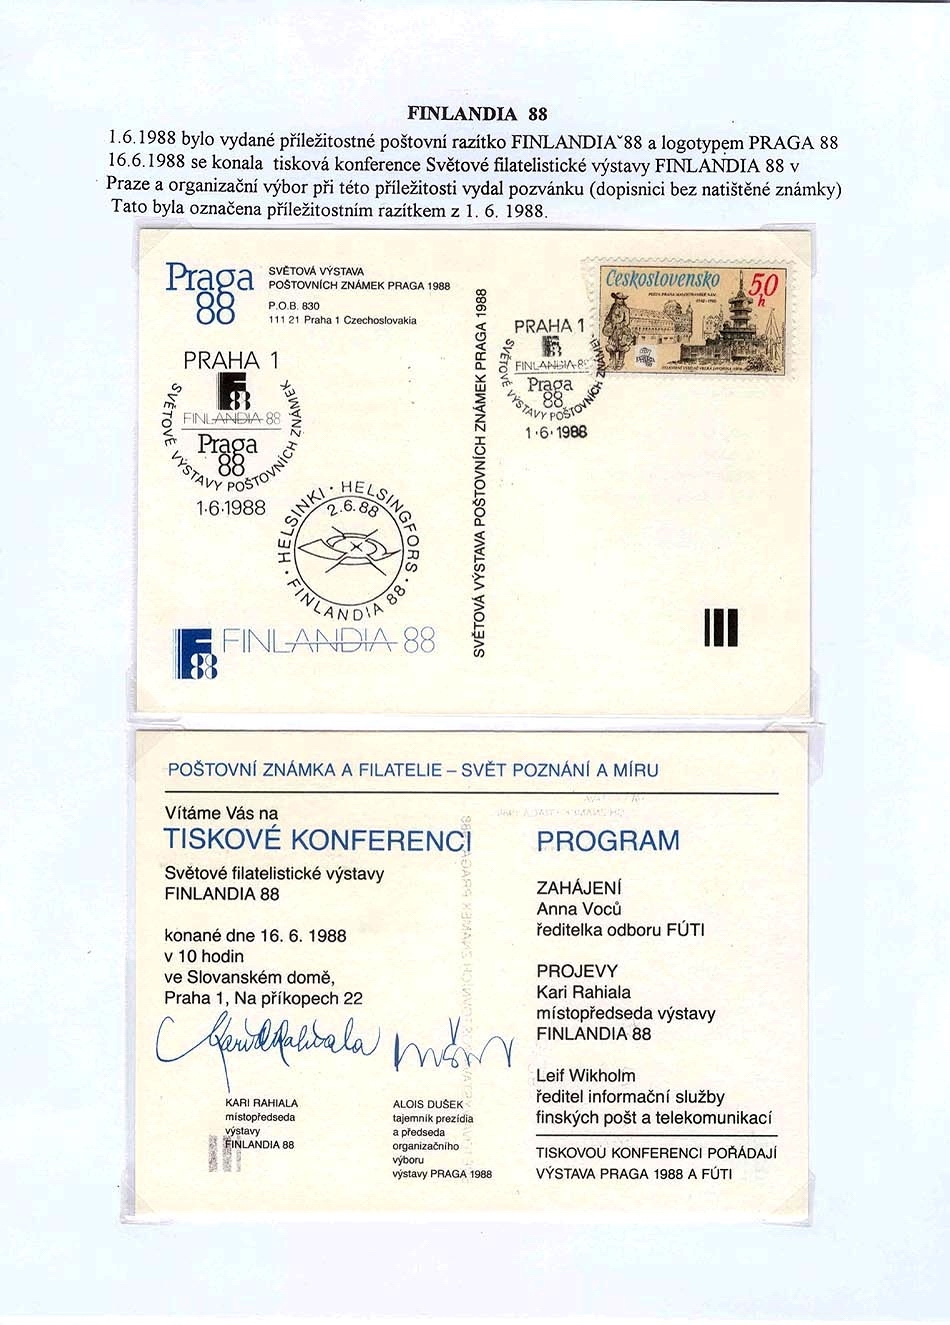 FINLANDIA 88
1.6.1988 bylo vydané příležitostné poštovní razítko FINLANDIAˇ88 a logotypem PRAGA 88
16.6.1988 se konala tisková konference Světové filatelistické výstavy FINLANDIA 88 v
Praze a organizační výbor při této příležitosti vydal pozvánku (dopisnici bez natištěné známky)
Tato byla označena příležitostním razítkem z 1. 6. 1988.
Praga
88
SVĚTOVÁ VÝSTAVA
POŠTOVNÍCH ZNÁMEK PRAGA 1988
P.O.B. 830
111 21 Praha 1 Czechoslovakia
PRAHA 1
F88
FINLANDIA 88
Praga
88
SVĚTOVÉ VÝSTAVY POŠTOVNÍCH ZNÁMEK
1·6·1988
HELSINKI · HELSINGFORS
2.6.88
· FINLANDIA 88 ·
F88 FINLANDIA 88
SVĚTOVÁ VÝSTAVA POŠTOVNÍCH ZNÁMEK PRAGA 1988
PRAHA 1
F88
FINLANDIA 88
Praga
88
SVĚTOVÉ VÝSTAVY POŠTOVNÍCH ZNÁMEK
1·6·1988
Československo
50 h
POŠTOVNÍ ZNÁMKA A FILATELIE – SVĚT POZNÁNÍ A MÍRU
Vítáme Vás na
TISKOVÉ KONFERENCI
Světové filatelistické výstavy
FINLANDIA 88
konané dne 16. 6. 1988
v 10 hodin
ve Slovanském domě,
Praha 1, Na příkopech 22
Kari Rahiala
KARI RAHIALA
místopředseda
výstavy
FINLANDIA 88
ALOIS DUŠEK
tajemník prezídia
a předseda
organizačního
výboru
výstavy PRAGA 1988
PROGRAM
ZAHÁJENÍ
Anna Voců
ředitelka odboru FÚTI
PROJEVY
Kari Rahiala
místopředseda výstavy
FINLANDIA 88
Leif Wikholm
ředitel informační služby
finských pošt a telekomunikací
TISKOVOU KONFERENCI POŘÁDAJÍ
VÝSTAVA PRAGA 1988 A FÚTI